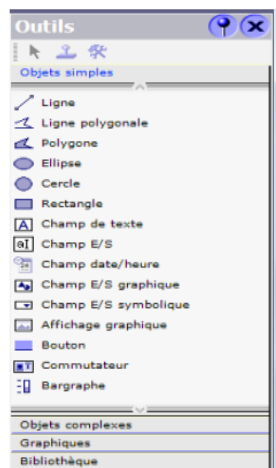 Outils
Objets simples
Ligne
Ligne polygonale
Polygone
Ellipse
Cercle
Rectangle
Champ de texte
Champ E/S
Champ date/heure
Champ E/S graphique
Champ E/S symbolique
Affichage graphique
Bouton
Commutateur
Bargraphe
Objets complexes
Graphiques
Bibliothèque